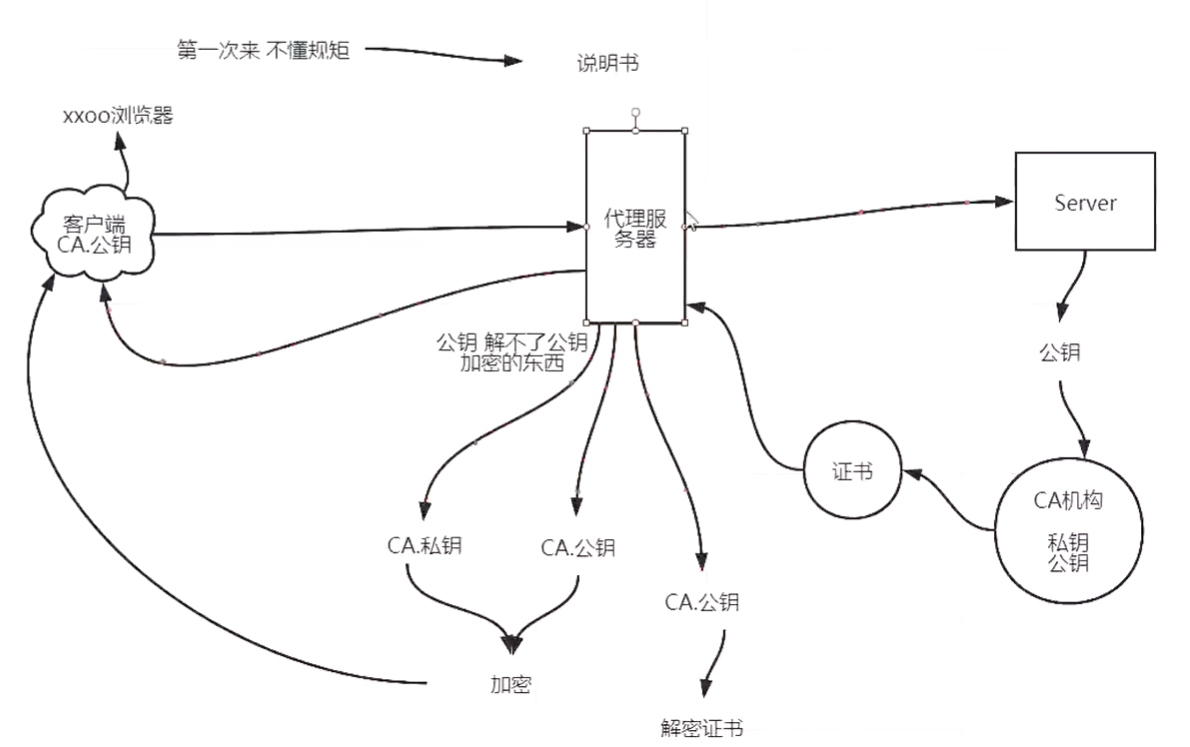 第一次来 不懂规矩
说明书
xxoo浏览器
客户端
CA.公钥
代理服
务器
Server
公钥 解不了公钥
加密的东西
公钥
证书
CA机构
私钥
公钥
CA.私钥
CA.公钥
CA.公钥
加密
解密证书